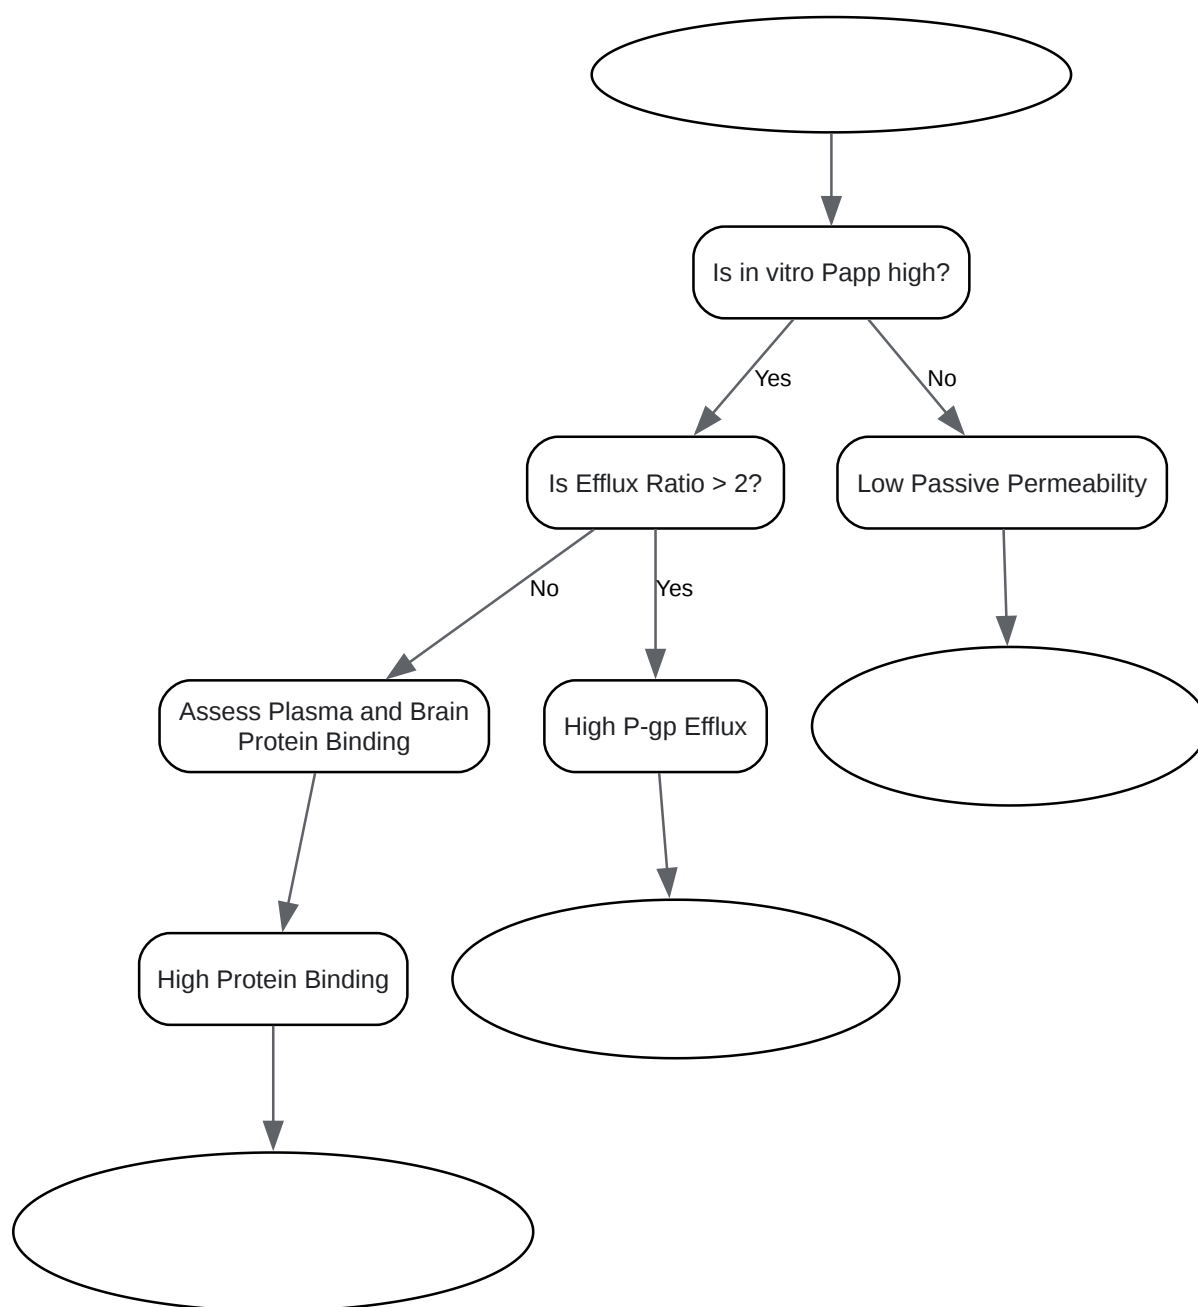 Is in vitro Papp high?
Yes
No
Is Efflux Ratio > 2?
Low Passive Permeability
No
Yes
Assess Plasma and Brain
Protein Binding
High P-gp Efflux
High Protein Binding